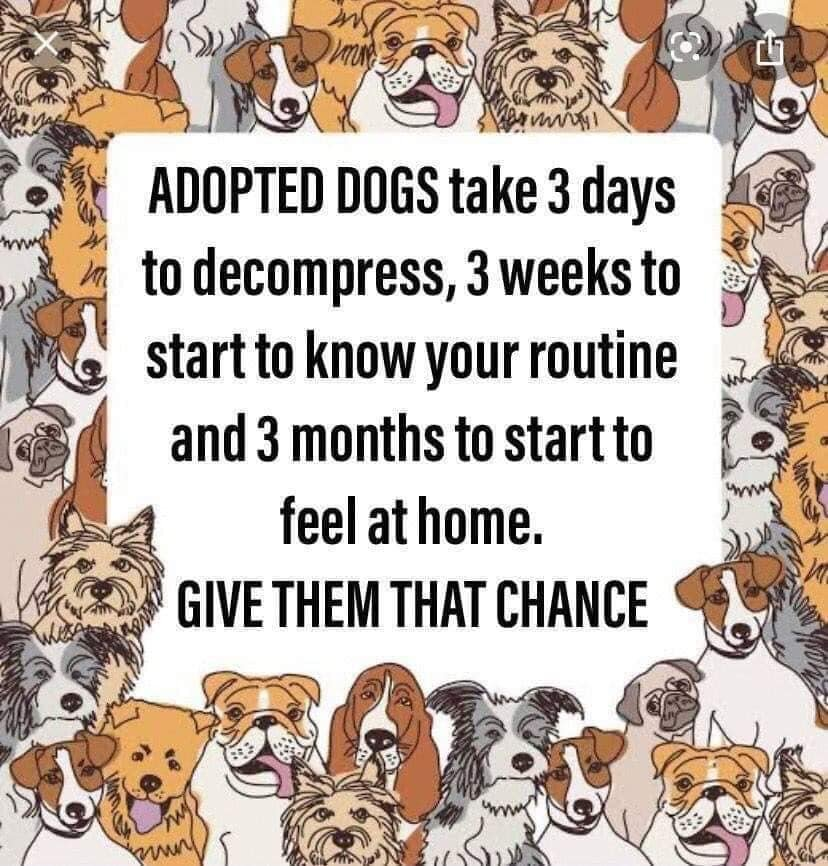 ADOPTED DOGS take 3 days
to decompress, 3 weeks to
start to know your routine
and 3 months to start to
feel at home.
GIVE THEM THAT CHANCE